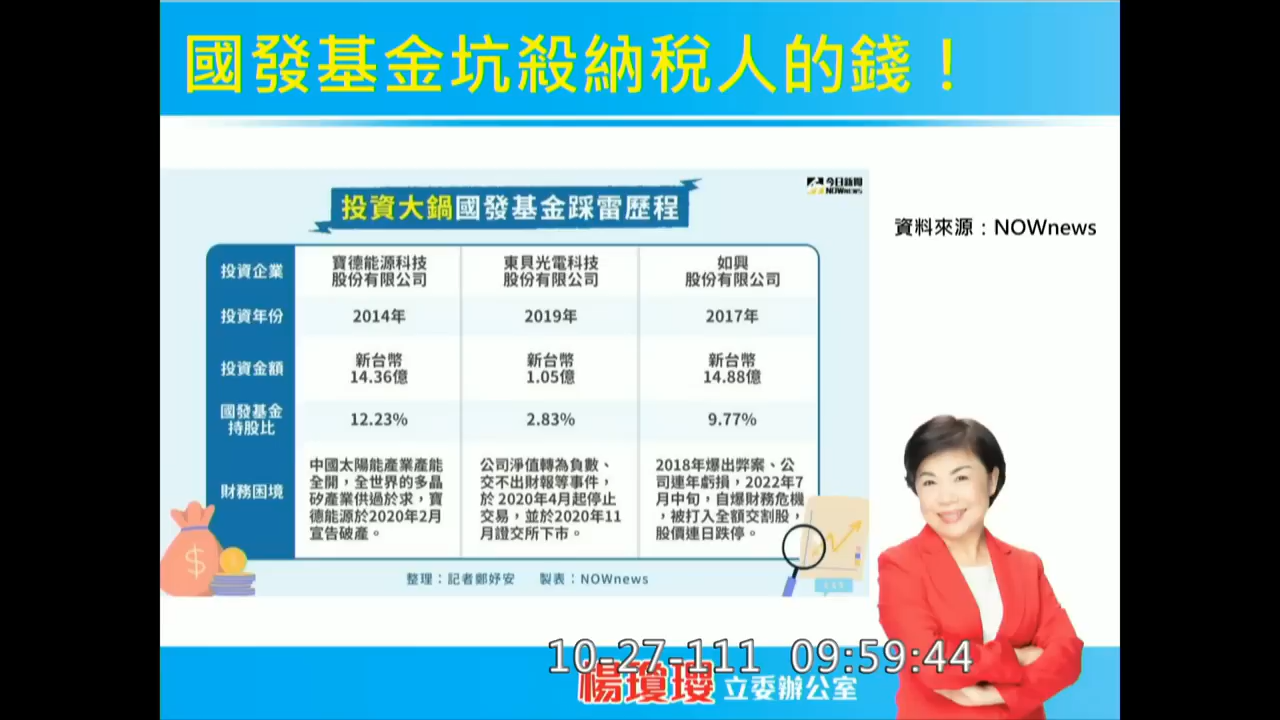 國發基金坑殺納稅人的錢！
今日新聞
NOWnews
投資大鍋國發基金踩雷歷程
資料來源：NOWnews
投資企業
寶德能源科技
股份有限公司
東貝光電科技
股份有限公司
如興
股份有限公司
投資年份
2014年
2019年
2017年
投資金額
新台幣
14.36億
新台幣
1.05億
新台幣
14.88億
國發基金
持股比
12.23%
2.83%
9.77%
財務困境
中國太陽能產業產能
全開，全世界的多晶
矽產業供過於求，寶
德能源於2020年2月
宣告破產。
公司淨值轉為負數、
交不出財報等事件，
於2020年4月起停止
交易，並於2020年11
月證交所下市。
2018年爆出弊案、公
司連年虧損，2022年7
月中旬，自爆財務危機
，被打入全額交割股，
股價連日跌停。
整理：記者鄭妤安 製表：NOWnews
10-27-111 09:59:44
楊瓊瓔 立委辦公室